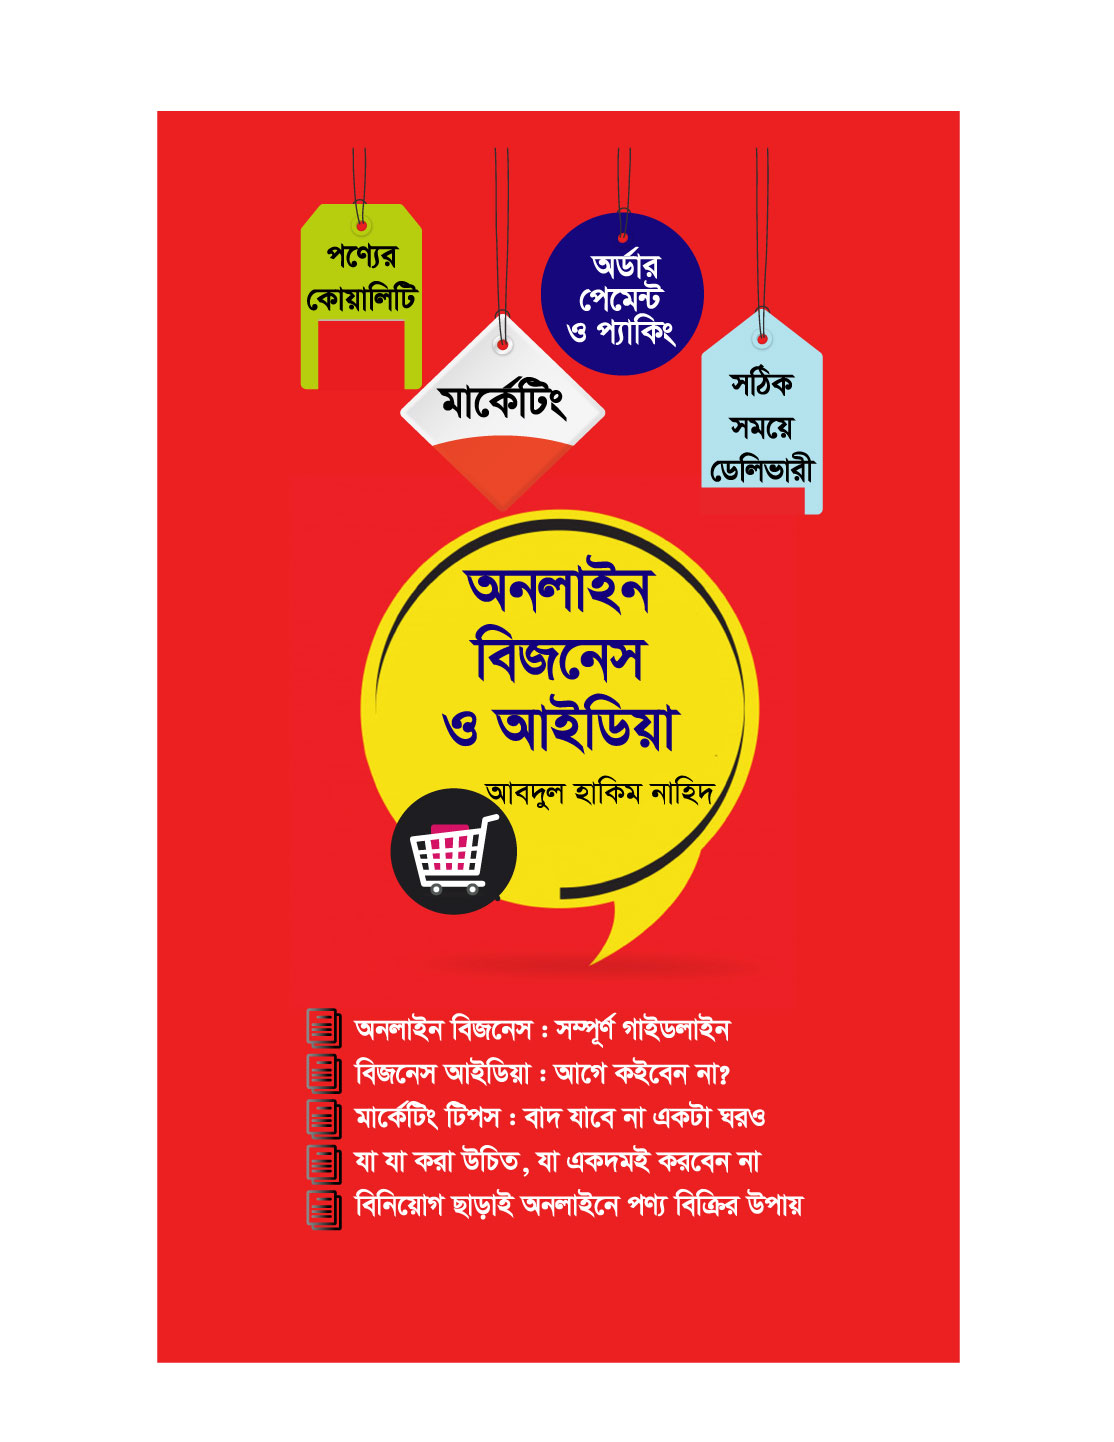 পণ্যের
কোয়ালিটি
মার্কেটিং
অর্ডার
পেমেন্ট
ও প্যাকিং
সঠিক
সময়ে
ডেলিভারী
অনলাইন
বিজনেস
ও আইডিয়া
আবদুল হাকিম নাহিদ
অনলাইন বিজনেস : সম্পূর্ণ গাইডলাইন
বিজনেস আইডিয়া : আগে কইবেন না?
মার্কেটিং টিপস : বাদ যাবে না একটা ঘরও
যা যা করা উচিত, যা একদমই করবেন না
বিনিয়োগ ছাড়াই অনলাইনে পণ্য বিক্রির উপায়